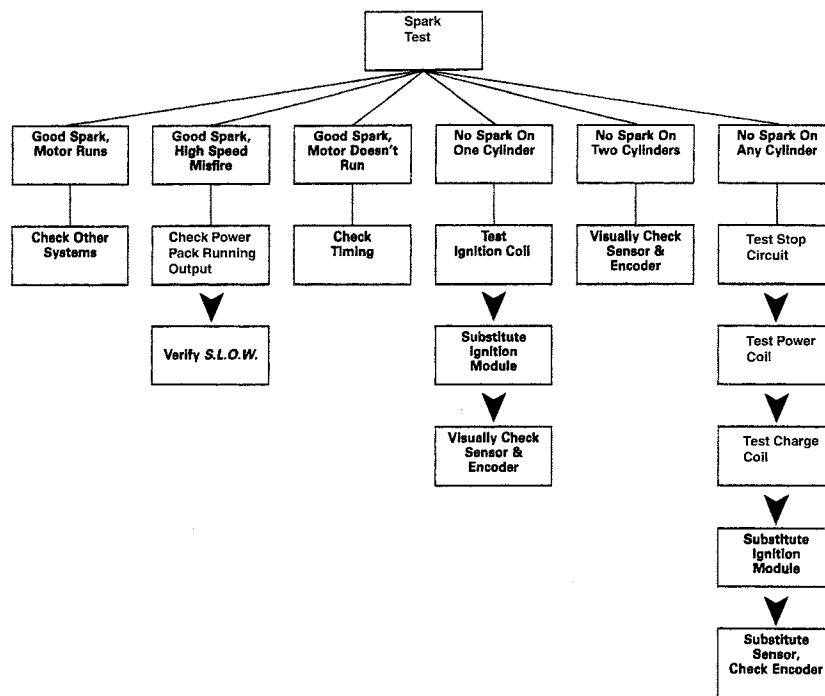 Spark
Test
Good Spark,
Motor Runs
Good Spark,
High Speed
Misfire
Good Spark,
Motor Doesn't
Run
No Spark On
One Cylinder
No Spark On
Two Cylinders
No Spark On
Any Cylinder
Check Other
Systems
Check Power
Pack Running
Output
Check
Timing
Test
Ignition Coil
Visually Check
Sensor &
Encoder
Test Stop
Circuit
Verify S.L.O.W.
Substitute
Ignition
Module
Test Power
Coil
Visually Check
Sensor &
Encoder
Test Charge
Coil
Substitute
Ignition
Module
Substitute
Sensor,
Check Encoder